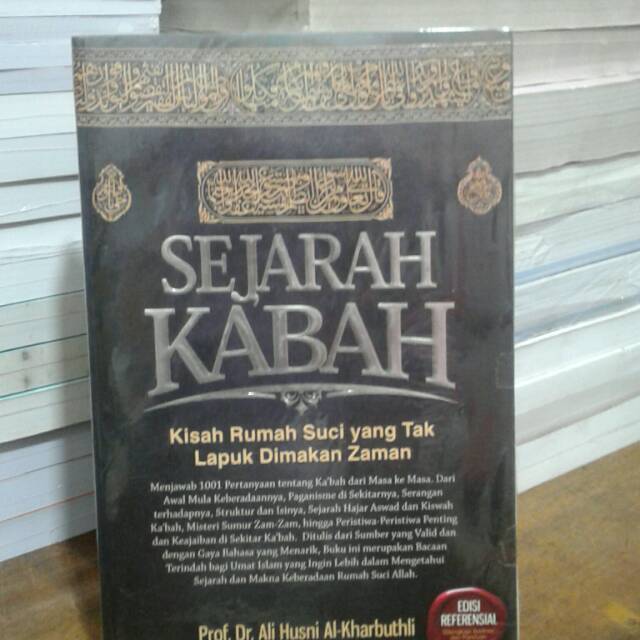 SEJARAH
KA'BAH
Kisah Rumah Suci yang Tak
Lapuk Dimakan Zaman
Menjawab 1001 Pertanyaan tentang Ka'bah dari Masa ke Masa. Dari
Awal Mula Keberadaannya, Paganisme di Sekitarnya, Serangan
terhadapnya, Struktur dan Isinya, Sejarah Hajar Aswad dan Kiswah
Ka'bah, Misteri Sumur Zam-Zam, hingga Peristiwa-Peristiwa Penting
dan Keajaiban di Sekitar Ka'bah. Ditulis dari Sumber yang Valid dan
dengan Gaya Bahasa yang Menarik, Buku ini merupakan Bacaan
Terindah bagi Umat Islam yang Ingin Lebih dalam Mengetahui
Sejarah dan Makna Keberadaan Rumah Suci Allah.
Prof. Dr. Ali Husni Al-Kharbuthli
EDISI
REFERENSIAL